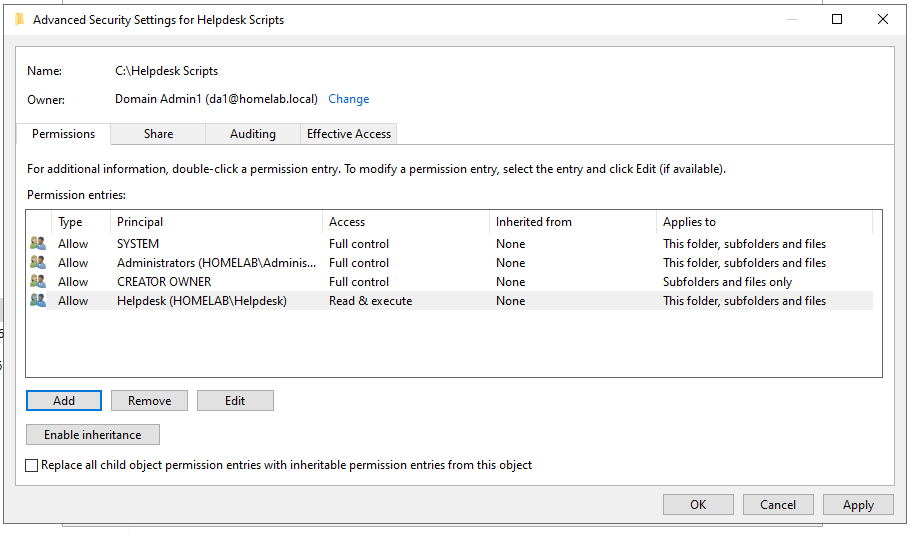 Advanced Security Settings for Helpdesk Scripts
Name: C:\Helpdesk Scripts
Owner: Domain Admin1 (da1@homelab.local) Change
Permissions Share Auditing Effective Access
For additional information, double-click a permission entry. To modify a permission entry, select the entry and click Edit (if available).
Permission entries:
Type Principal Access Inherited from Applies to
Allow SYSTEM Full control None This folder, subfolders and files
Allow Administrators (HOMELAB\Adminis... Full control None This folder, subfolders and files
Allow CREATOR OWNER Full control None Subfolders and files only
Allow Helpdesk (HOMELAB\Helpdesk) Read & execute None This folder, subfolders and files
Add Remove Edit
Enable inheritance
Replace all child object permission entries with inheritable permission entries from this object
OK Cancel Apply